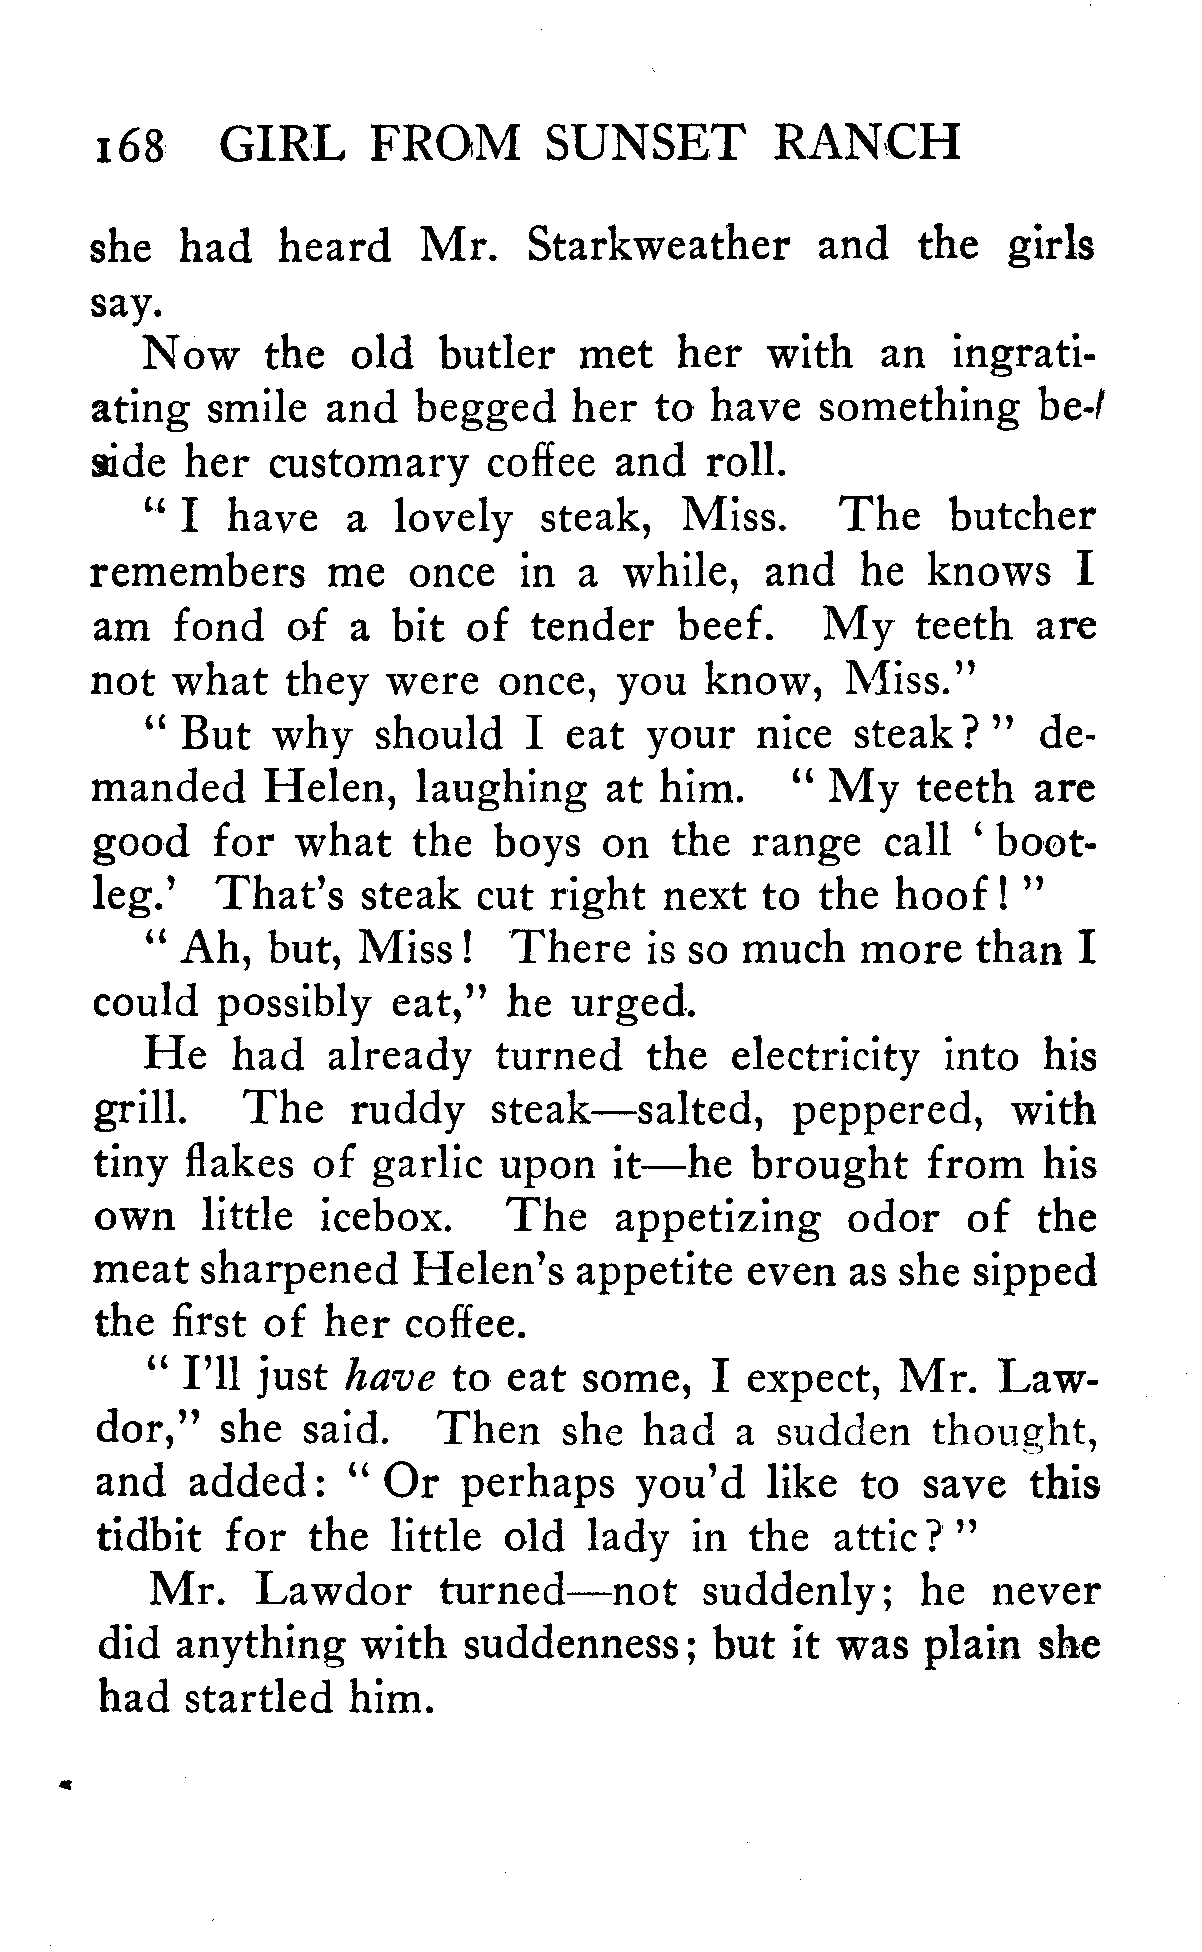 168 GIRL FROM SUNSET RANCH
she had heard Mr. Starkweather and the girls
say.
Now the old butler met her with an ingrati-
ating smile and begged her to have something be-
side her customary coffee and roll.
“ I have a lovely steak, Miss. The butcher
remembers me once in a while, and he knows I
am fond of a bit of tender beef. My teeth are
not what they were once, you know, Miss.”
“ But why should I eat your nice steak? ” de-
manded Helen, laughing at him. “ My teeth are
good for what the boys on the range call ‘ boot-
leg.’ That’s steak cut right next to the hoof! ”
“ Ah, but, Miss! There is so much more than I
could possibly eat,” he urged.
He had already turned the electricity into his
grill. The ruddy steak—salted, peppered, with
tiny flakes of garlic upon it—he brought from his
own little icebox. The appetizing odor of the
meat sharpened Helen’s appetite even as she sipped
the first of her coffee.
“ I’ll just have to eat some, I expect, Mr. Law-
dor,” she said. Then she had a sudden thought,
and added: “ Or perhaps you’d like to save this
tidbit for the little old lady in the attic? ”
Mr. Lawdor turned—not suddenly; he never
did anything with suddenness; but it was plain she
had startled him.